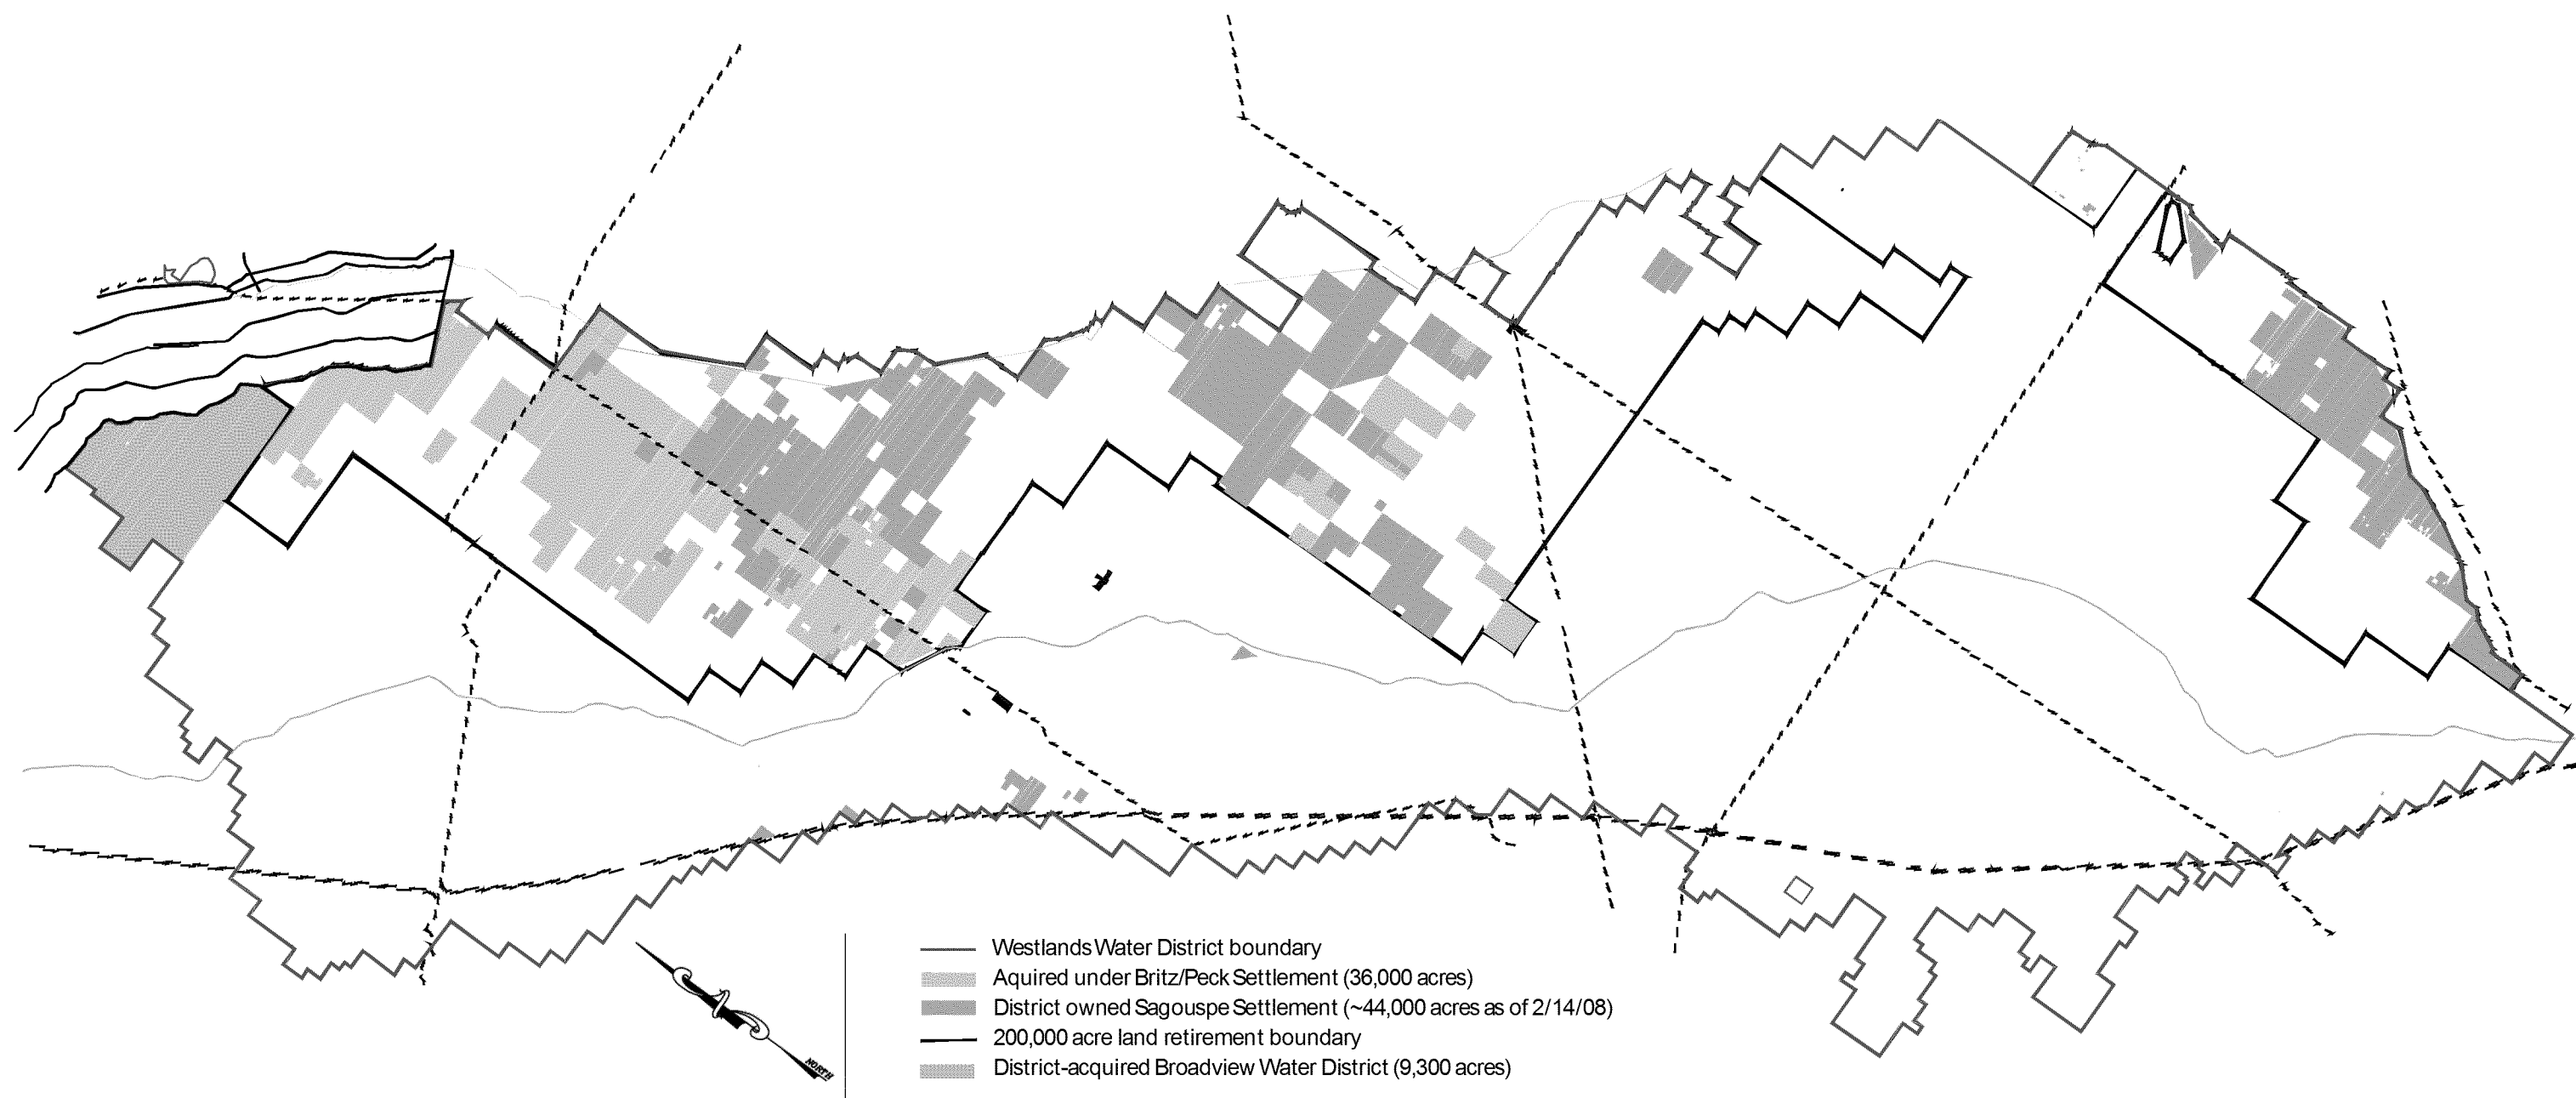 Westlands Water District boundary
Aquired under Britz/Peck Settlement (36,000 acres)
District owned Sagouspe Settlement (~44,000 acres as of 2/14/08)
200,000 acre land retirement boundary
District-acquired Broadview Water District (9,300 acres)
NORTH